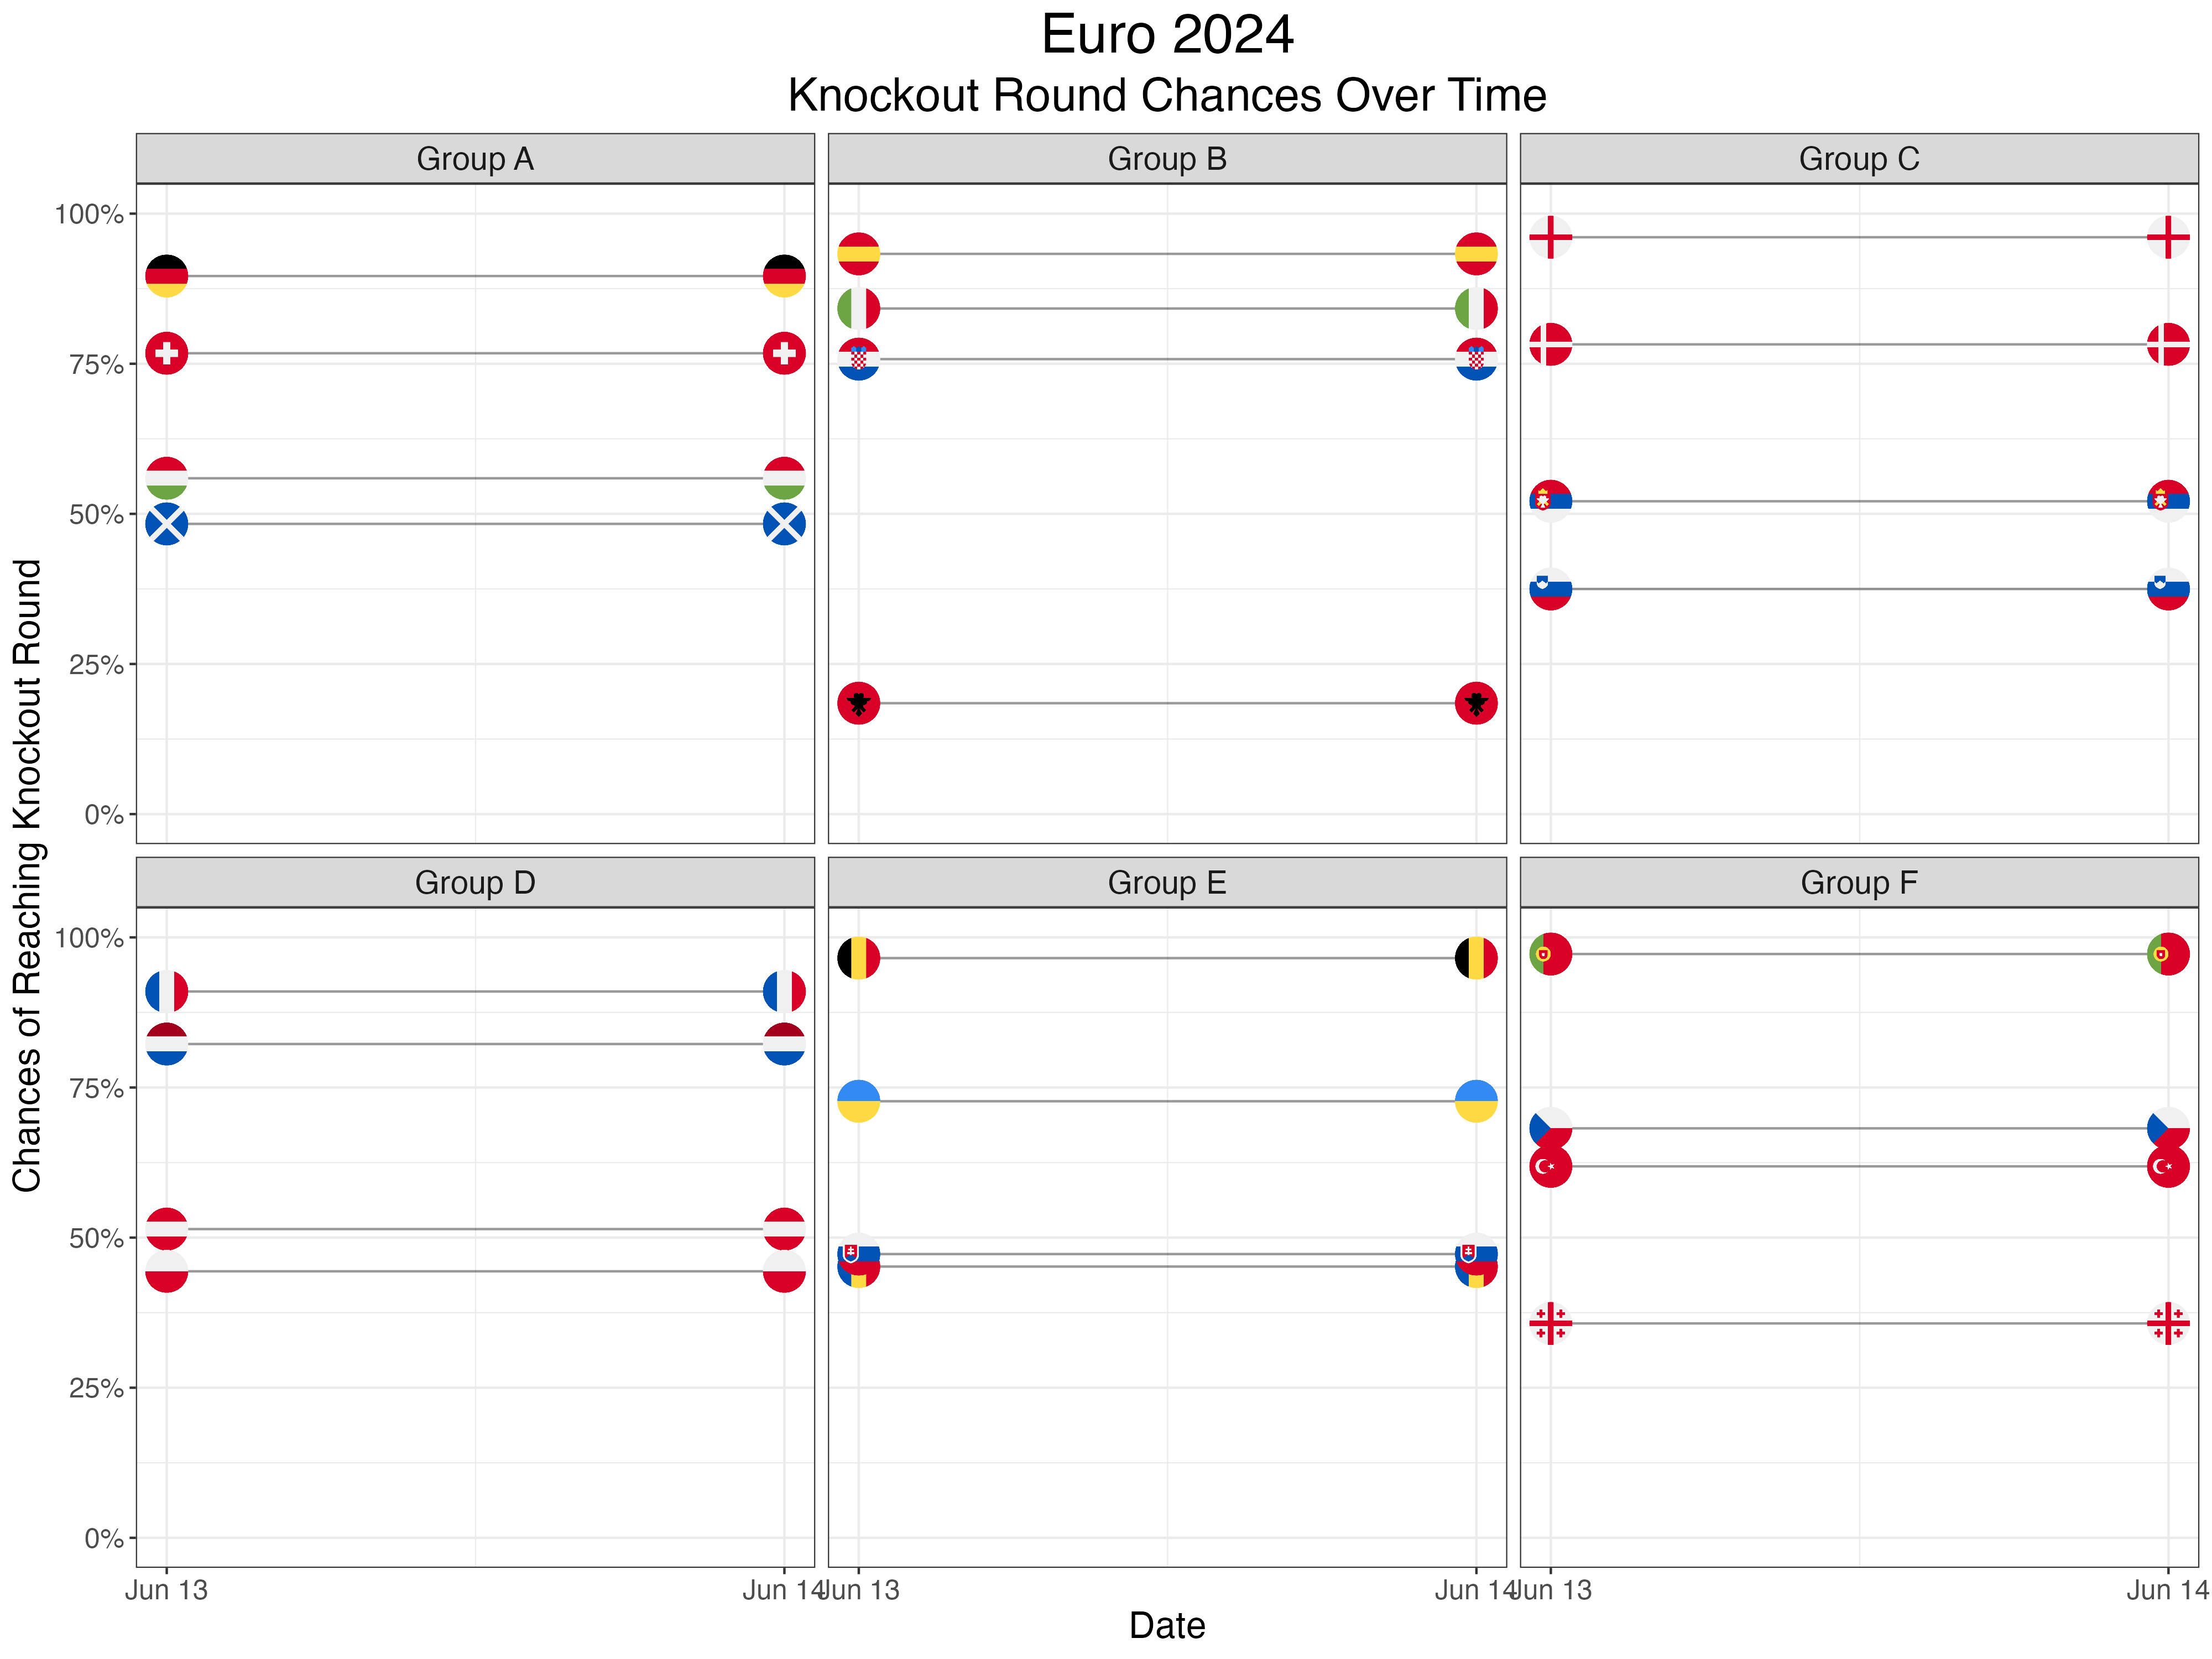 Euro 2024
Knockout Round Chances Over Time
Group A
Group B
Group C
100%
75%
50%
25%
0%
Chances of Reaching Knockout Round
Group D
Group E
Group F
100%
75%
50%
25%
0%
Jun 13
Jun 14
Jun 13
Jun 14
Jun 13
Jun 14
Date